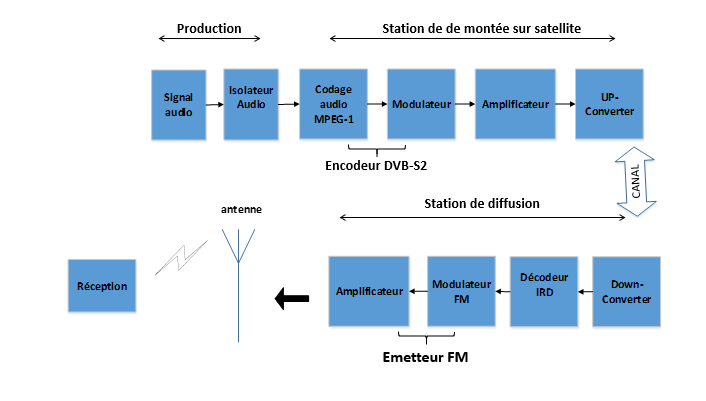 Production
Station de de montée sur satellite
Signal
audio
Isolateur
Audio
Codage
audio
MPEG-1
Modulateur
Amplificateur
UP-
Converter
Encodeur DVB-S2
CANAL
Station de diffusion
antenne
Réception
Amplificateur
Modulateur
FM
Décodeur
IRD
Down-
Converter
Emetteur FM